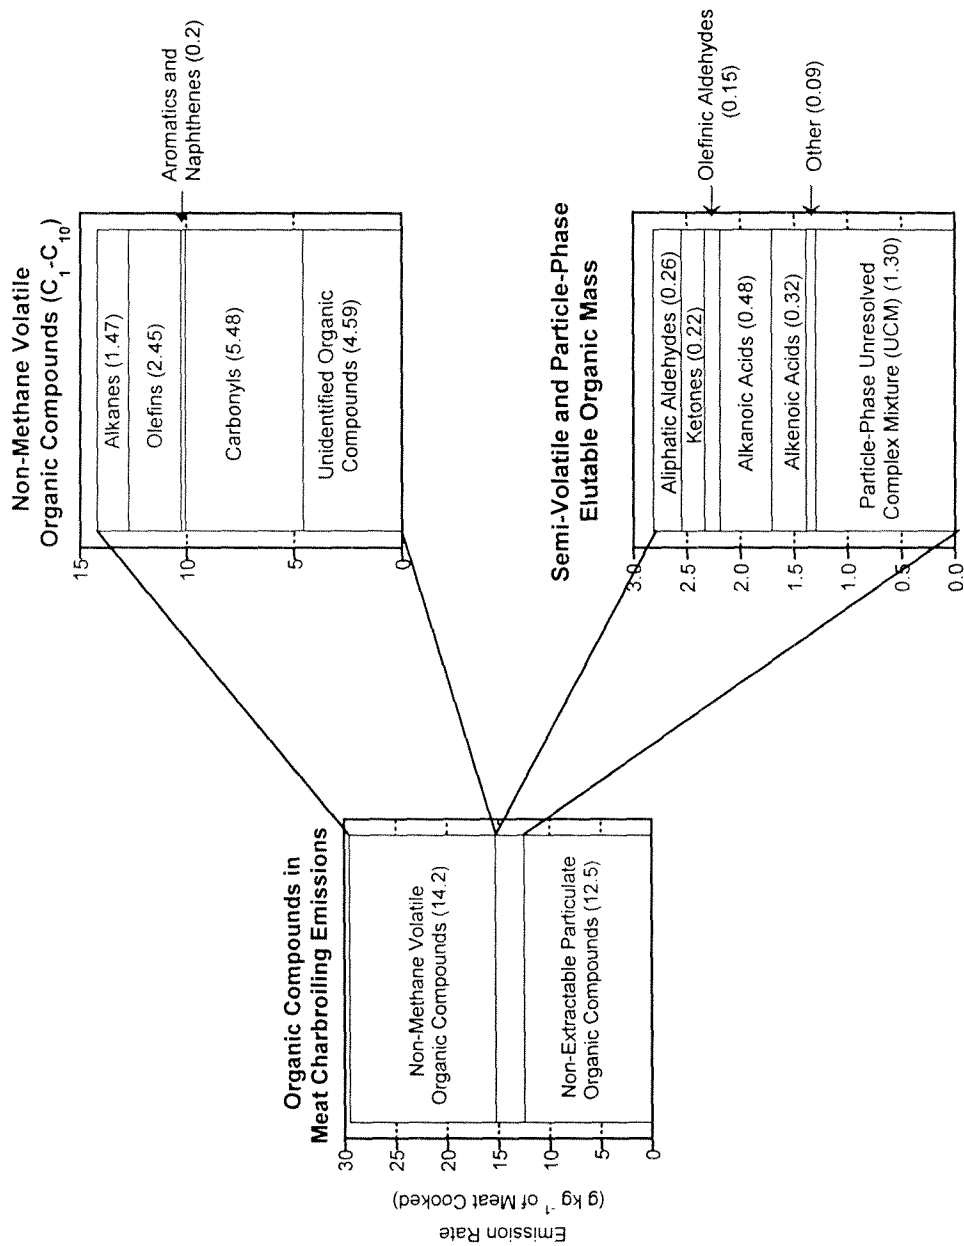 Organic Compounds in
Meat Charbroiling Emissions
Emission Rate
(g kg⁻¹ of Meat Cooked)
30
25
20
15
10
5
0
Non-Methane Volatile
Organic Compounds (14.2)
Non-Extractable Particulate
Organic Compounds (12.5)
Non-Methane Volatile
Organic Compounds (C₁-C₁₀)
15
10
5
0
Alkanes (1.47)
Olefins (2.45)
Aromatics and
Naphthenes (0.2)
Carbonyls (5.48)
Unidentified Organic
Compounds (4.59)
Semi-Volatile and Particle-Phase
Elutable Organic Mass
3.0
2.5
2.0
1.5
1.0
0.5
0.0
Aliphatic Aldehydes (0.26)
Ketones (0.22)
Olefinic Aldehydes
(0.15)
Alkanoic Acids (0.48)
Alkenoic Acids (0.32)
Other (0.09)
Particle-Phase Unresolved
Complex Mixture (UCM) (1.30)